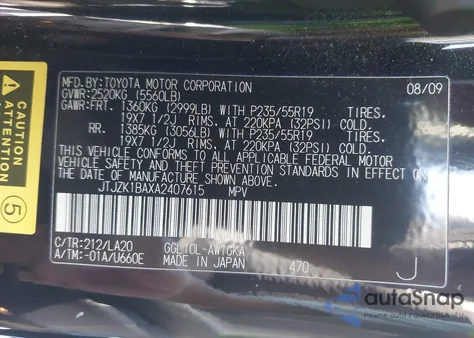 MFD.BY:TOYOTA MOTOR CORPORATION 08/09
GVWR:2520KG (5560LB)
GAWR:FRT. 1360KG (2999LB) WITH P235/55R19 TIRES,
19X7 1/2J RIMS, AT 220KPA (32PSI) COLD.
RR. 1385KG (3056LB) WITH P235/55R19 TIRES,
19X7 1/2J RIMS, AT 220KPA (32PSI) COLD.
THIS VEHICLE CONFORMS TO ALL APPLICABLE FEDERAL MOTOR
VEHICLE SAFETY AND THEFT PREVENTION STANDARDS IN EFFECT ON
THE DATE OF MANUFACTURE SHOWN ABOVE.
JTJZK1BAXA2407615 MPV
C/TR:212/LA20 GGL10L-AWTGKA
A/TM:-01A/U660E MADE IN JAPAN 470 J
5
autoSnap